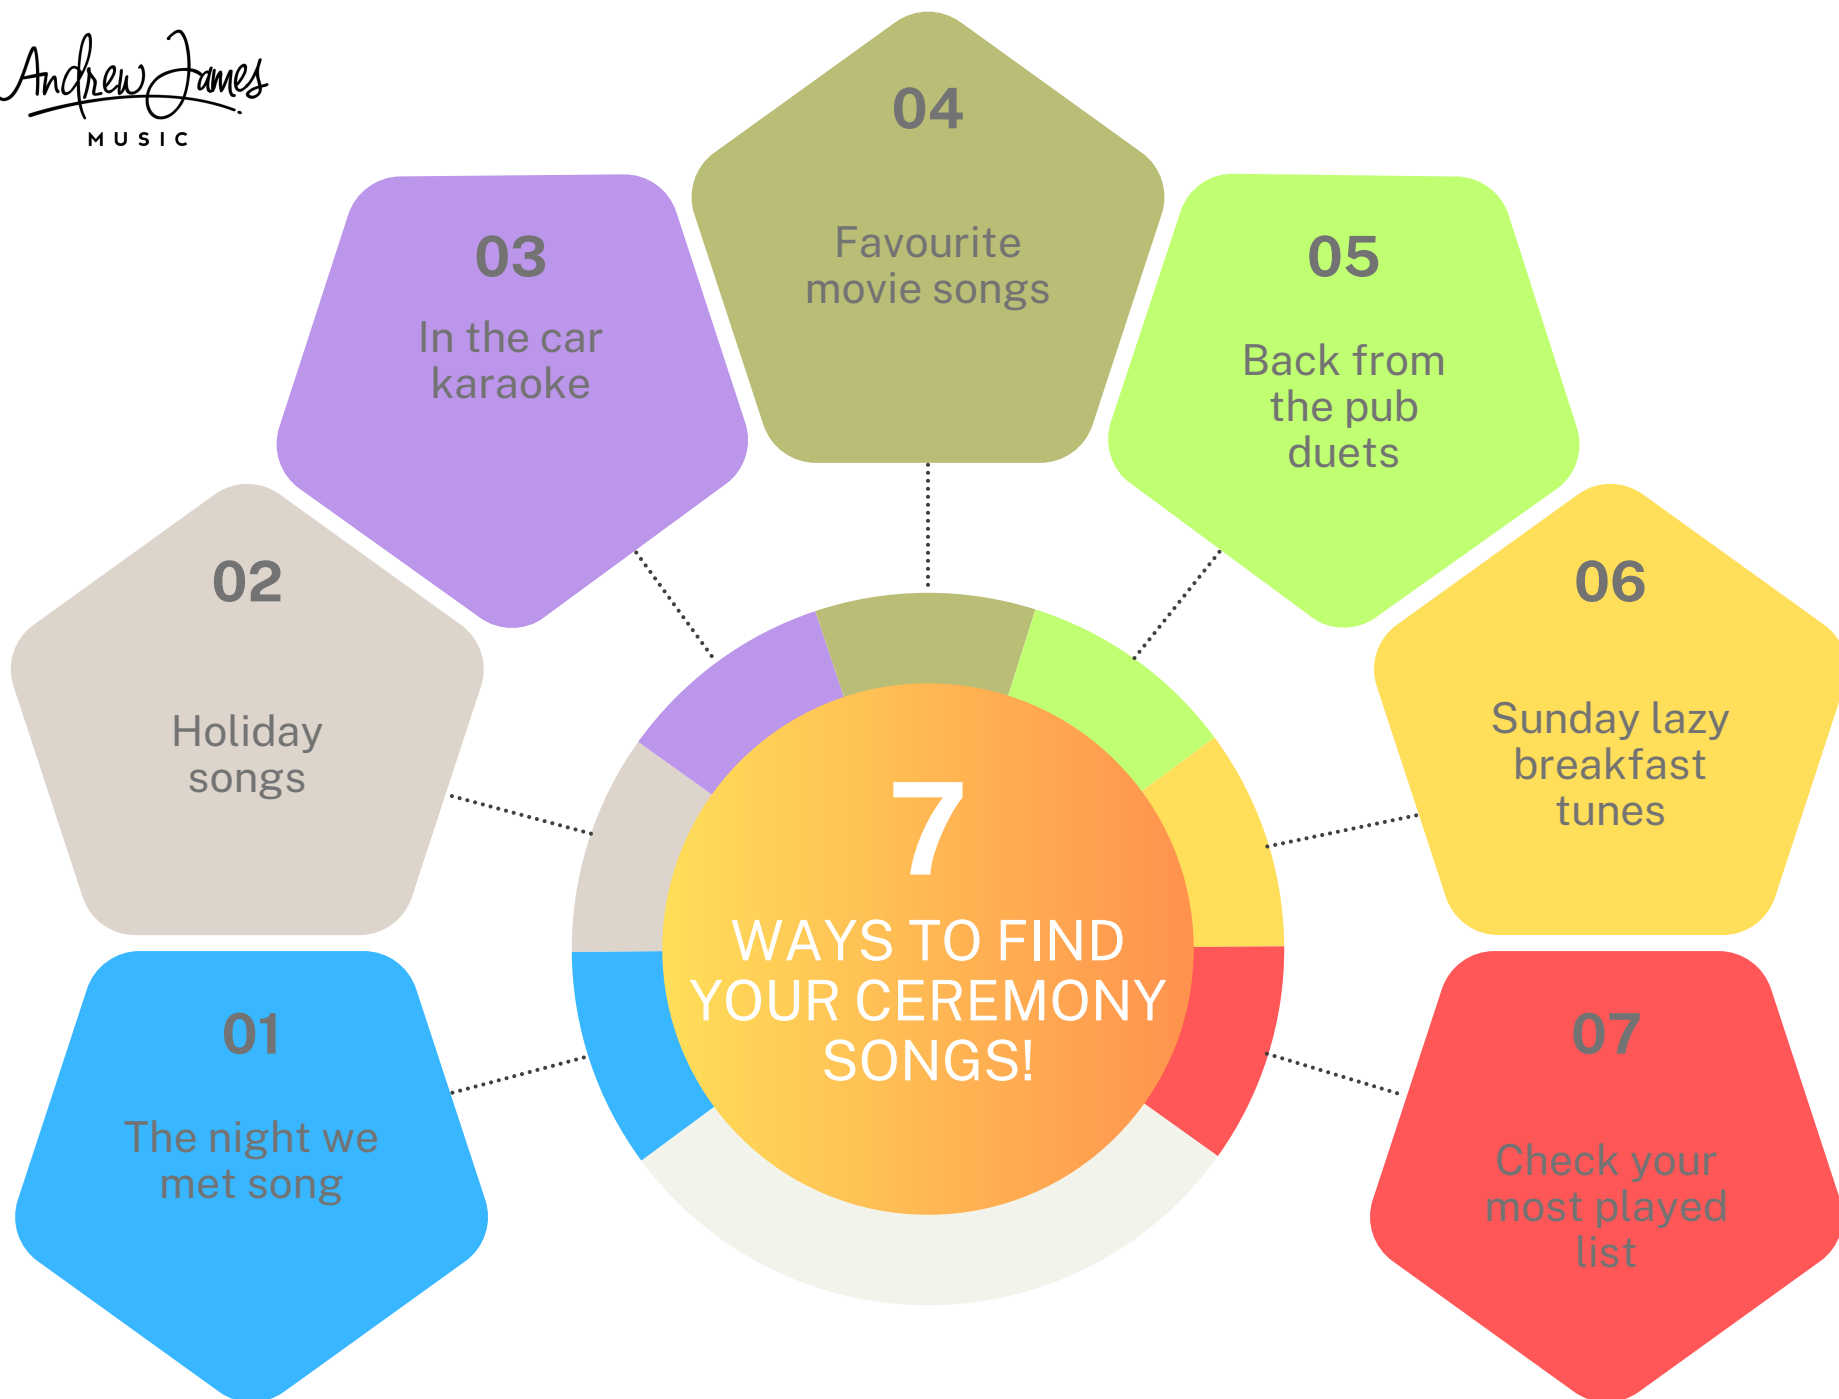 Andrew James
MUSIC
04
Favourite
movie songs
03
In the car
karaoke
05
Back from
the pub
duets
02
Holiday
songs
06
Sunday lazy
breakfast
tunes
7
WAYS TO FIND
YOUR CEREMONY
SONGS!
01
The night we
met song
07
Check your
most played
list